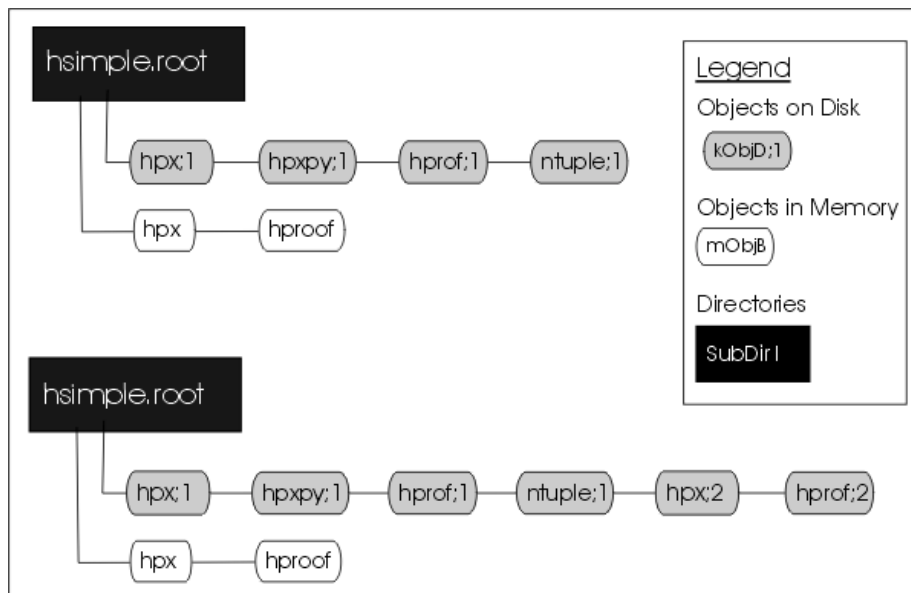 hsimple.root
hpx;1 hpxpy;1 hprof;1 ntuple;1
hpx hproof
Legend
Objects on Disk
kObjD;1
Objects in Memory
mObjB
Directories
SubDir1
hsimple.root
hpx;1 hpxpy;1 hprof;1 ntuple;1 hpx;2 hprof;2
hpx hproof